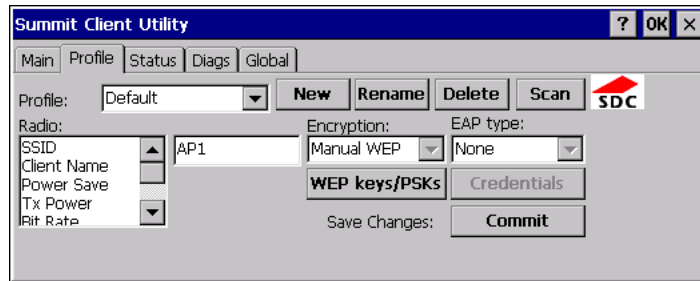 Summit Client Utility ? OK ×
Main Profile Status Diags Global
Profile: Default New Rename Delete Scan SDC
Radio: Encryption: EAP type:
SSID AP1 Manual WEP None
Client Name
Power Save WEP keys/PSKs Credentials
Tx Power
Bit Rate Save Changes: Commit